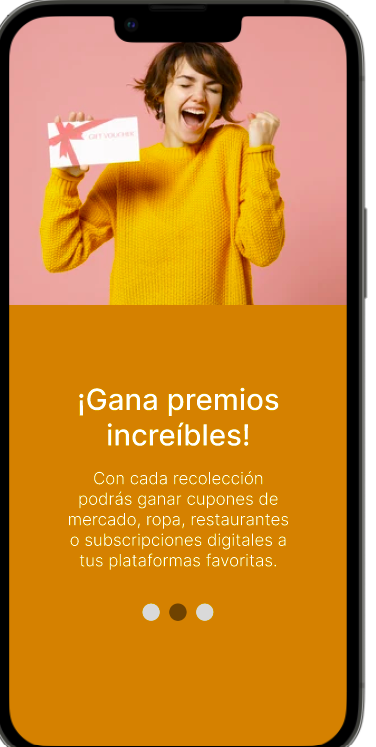 GIFT VOUCHER
¡Gana premios
increíbles!
Con cada recolección
podrás ganar cupones de
mercado, ropa, restaurantes
o subscripciones digitales a
tus plataformas favoritas.